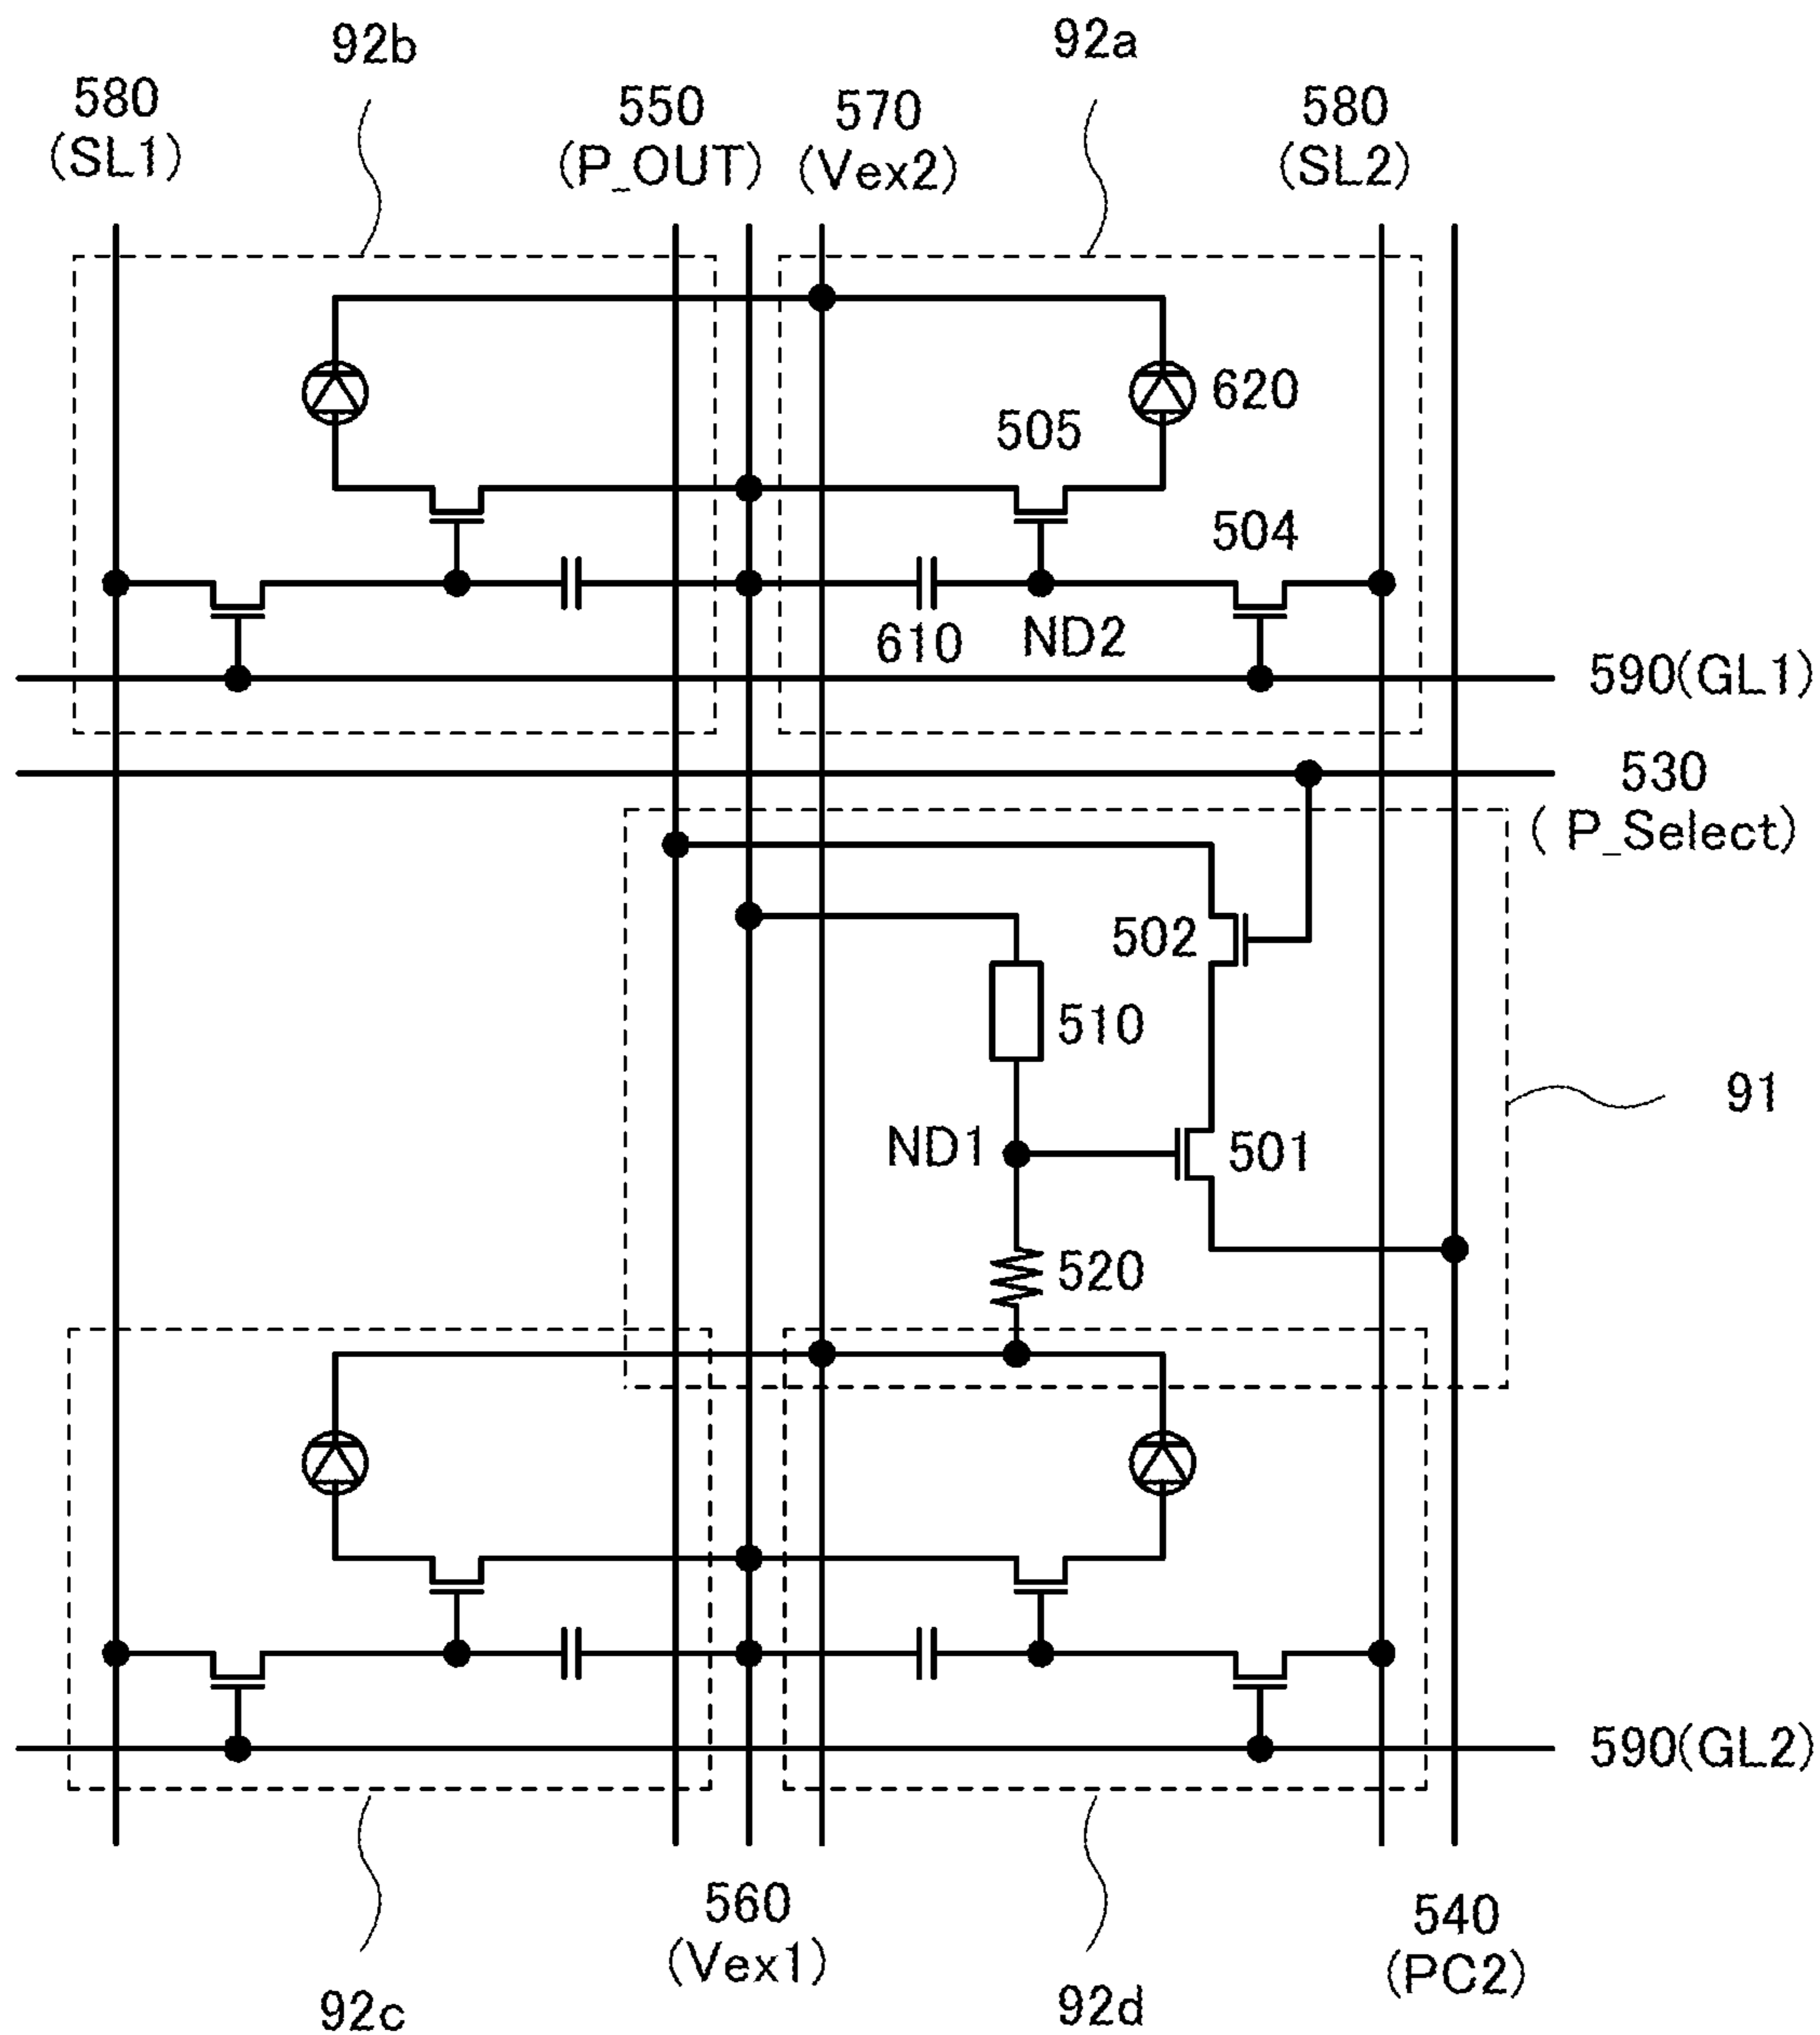 92b
92a
580
(SL1)
550
(P_OUT)
570
(Vex2)
580
(SL2)
620
505
504
610
ND2
590(GL1)
530
( P_Select)
502
510
91
ND1
501
520
590(GL2)
560
(Vex1)
540
(PC2)
92c
92d